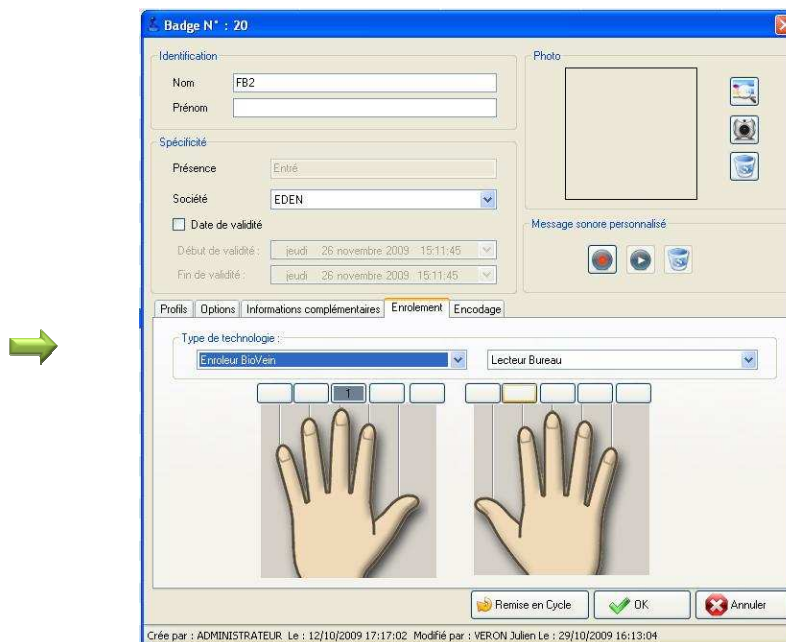 Badge N° : 20
Identification
Nom FB2
Prénom
Photo
Spécificité
Présence Entré
Société EDEN
Date de validité
Début de validité : jeudi 26 novembre 2009 15:11:45
Fin de validité : jeudi 26 novembre 2009 15:11:45
Message sonore personnalisé
Profils Options Informations complémentaires Enrolement Encodage
Type de technologie :
Enroleur BioVein Lecteur Bureau
1
Remise en Cycle OK Annuler
Crée par : ADMINISTRATEUR Le : 12/10/2009 17:17:02 Modifié par : VERON Julien Le : 29/10/2009 16:13:04